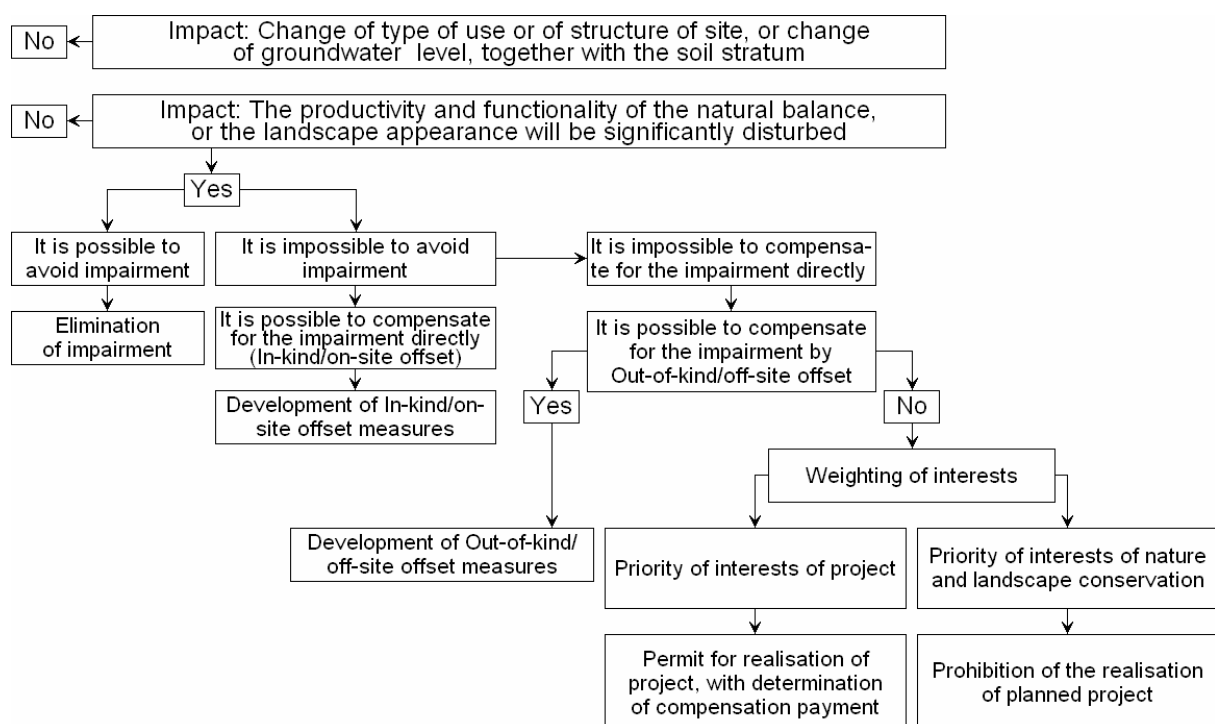 No
Impact: Change of type of use or of structure of site, or change
of groundwater level, together with the soil stratum
No
Impact: The productivity and functionality of the natural balance,
or the landscape appearance will be significantly disturbed
Yes
It is possible to
avoid impairment
It is impossible to avoid
impairment
It is impossible to compensa-
te for the impairment directly
Elimination
of impairment
It is possible to compensate
for the impairment directly
(In-kind/on-site offset)
It is possible to compensate
for the impairment by
Out-of-kind/off-site offset
Development of In-kind/on-
site offset measures
Yes
No
Weighting of interests
Development of Out-of-kind/
off-site offset measures
Priority of interests of project
Priority of interests of nature
and landscape conservation
Permit for realisation of
project, with determination
of compensation payment
Prohibition of the realisation
of planned project